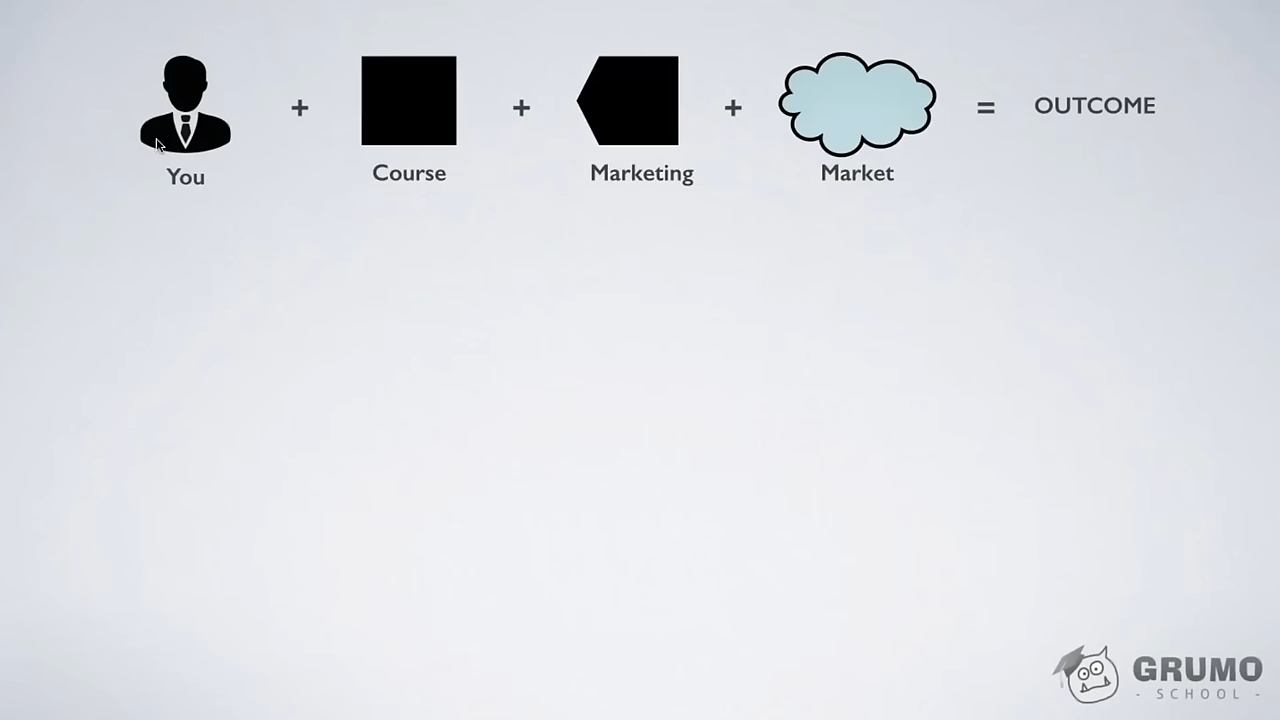 + + + = OUTCOME
You Course Marketing Market
GRUMO
- SCHOOL -